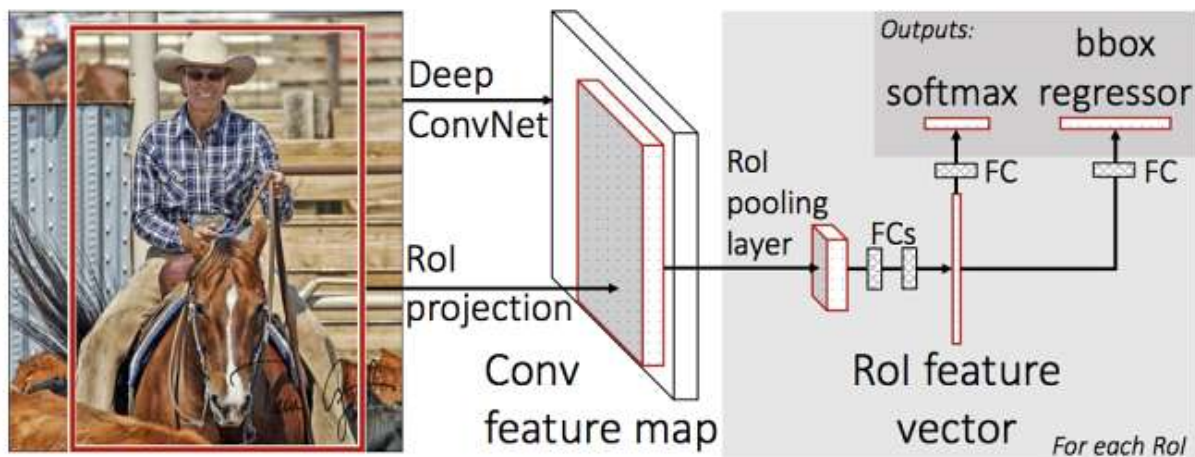 Deep
ConvNet
RoI
projection
Conv
feature map
RoI
pooling
layer
FCs
RoI feature
vector
Outputs:
softmax
bbox
regressor
FC
FC
For each RoI